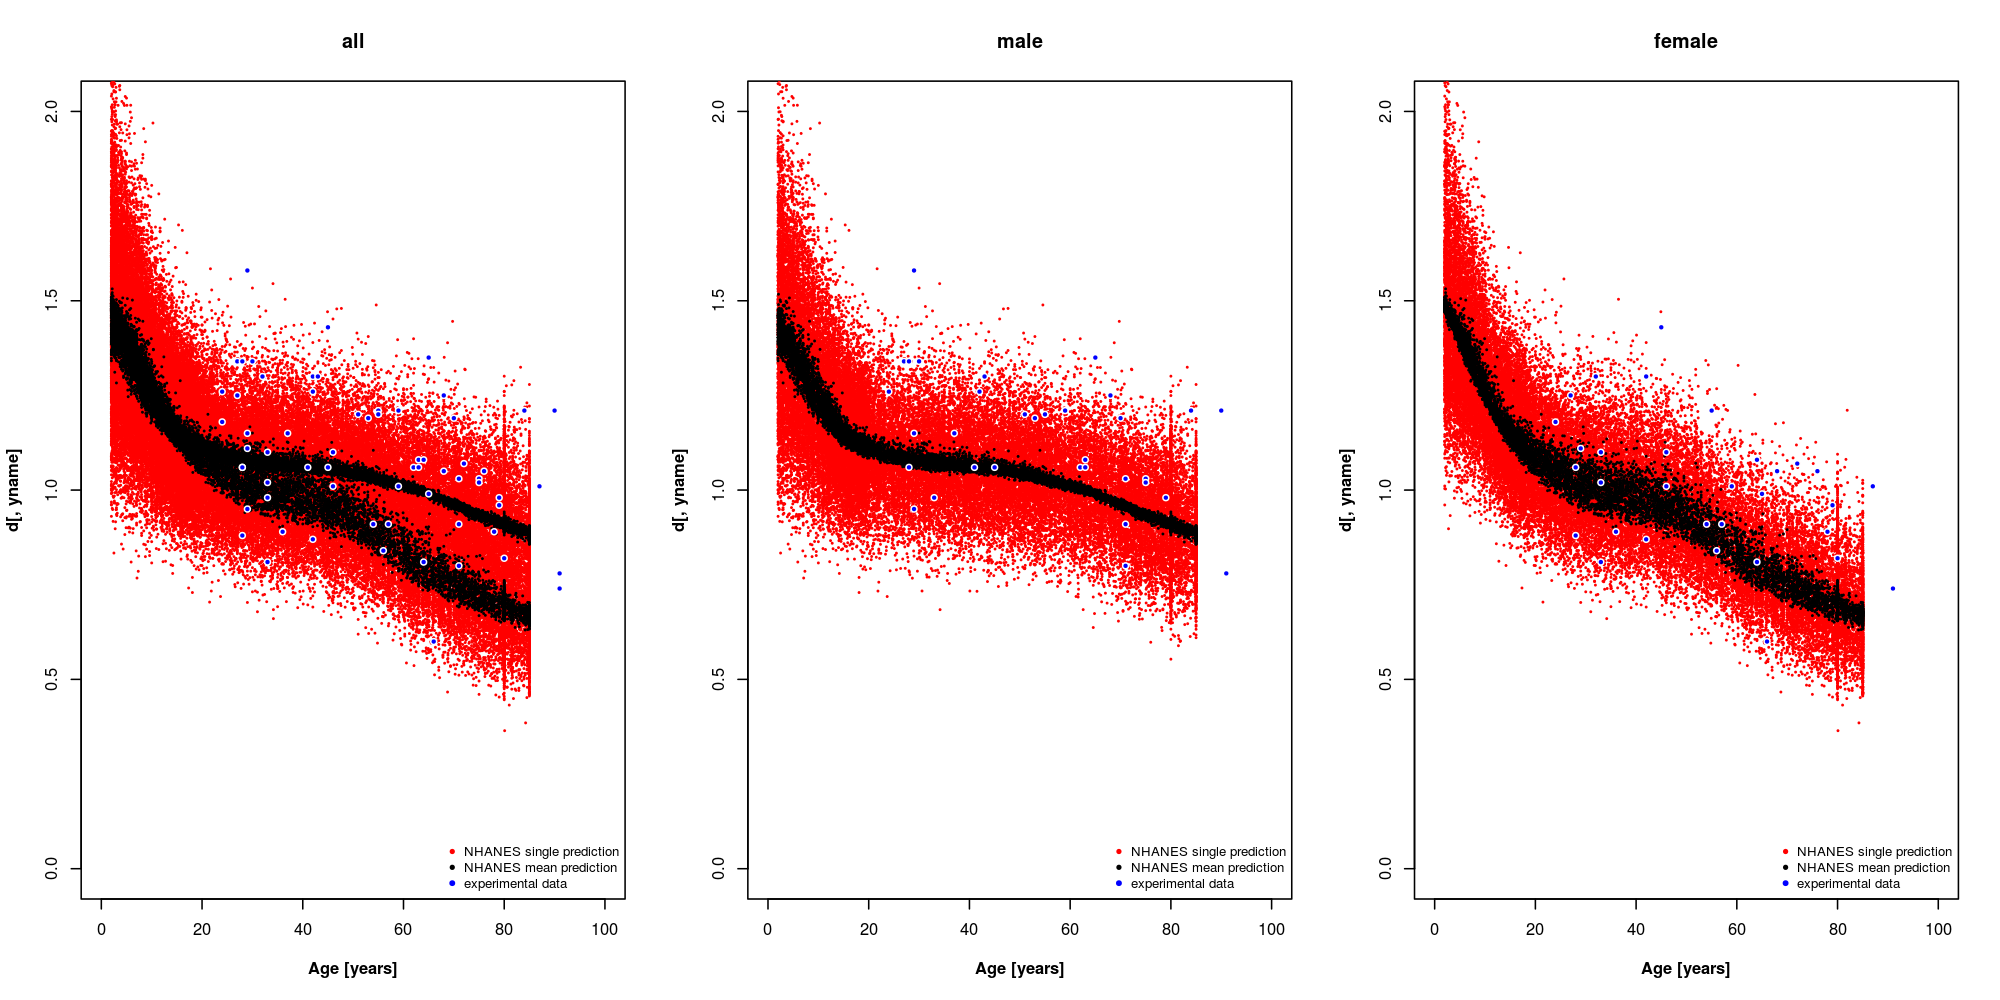 all
d[, yname]
2.0
1.5
1.0
0.5
0.0
NHANES single prediction
NHANES mean prediction
experimental data
0 20 40 60 80 100
Age [years]
male
d[, yname]
2.0
1.5
1.0
0.5
0.0
NHANES single prediction
NHANES mean prediction
experimental data
0 20 40 60 80 100
Age [years]
female
d[, yname]
2.0
1.5
1.0
0.5
0.0
NHANES single prediction
NHANES mean prediction
experimental data
0 20 40 60 80 100
Age [years]